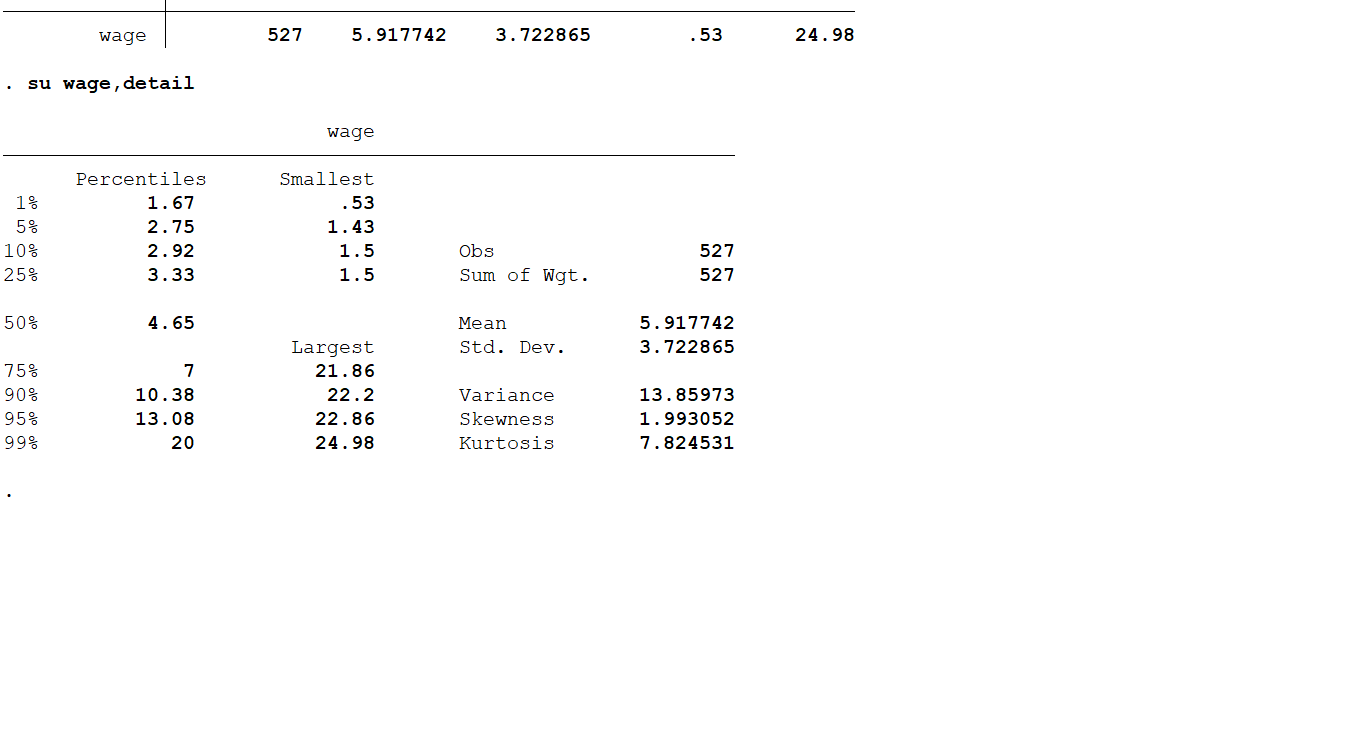 wage 527 5.917742 3.722865 .53 24.98
. su wage,detail
wage
Percentiles Smallest
1% 1.67 .53
5% 2.75 1.43
10% 2.92 1.5 Obs 527
25% 3.33 1.5 Sum of Wgt. 527
50% 4.65 Mean 5.917742
Largest Std. Dev. 3.722865
75% 7 21.86
90% 10.38 22.2 Variance 13.85973
95% 13.08 22.86 Skewness 1.993052
99% 20 24.98 Kurtosis 7.824531
.